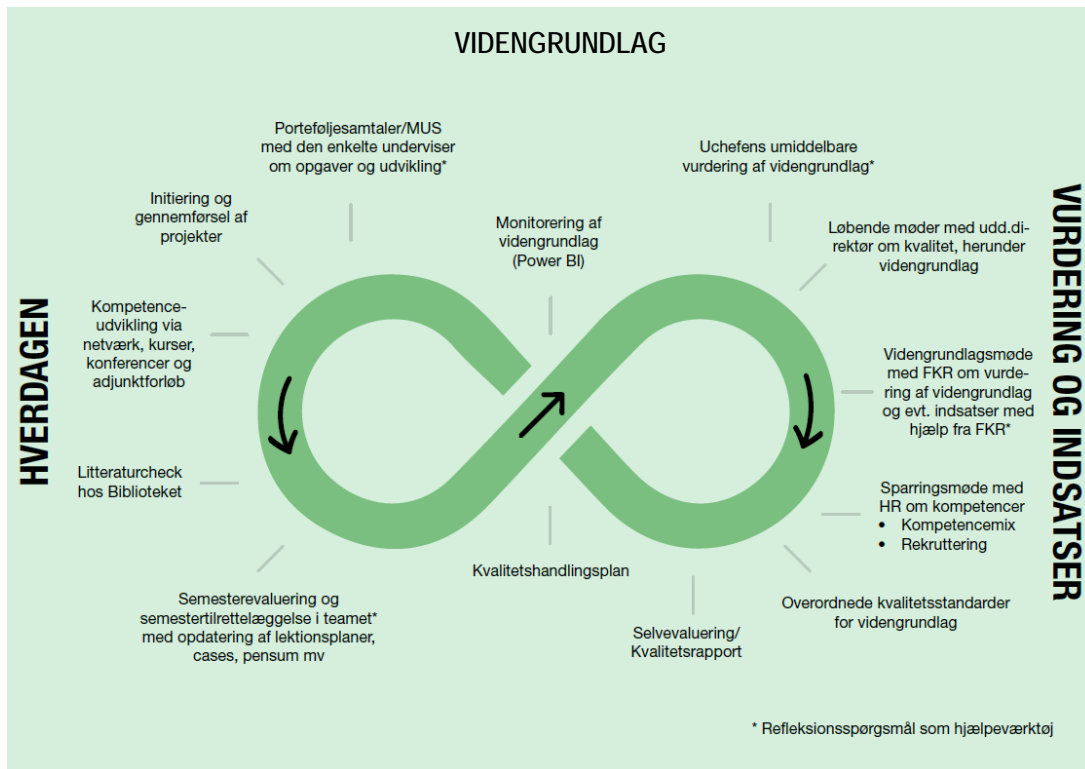 VIDENGRUNDLAG
Porteføljesamtaler/MUS
med den enkelte underviser
om opgaver og udvikling*
Uchefens umiddelbare
vurdering af videngrundlag*
Initiering og
gennemførsel af
projekter
Monitorering af
videngrundlag
(Power BI)
Løbende møder med udd.di-
rektør om kvalitet, herunder
videngrundlag
HVERDAGEN
Kompetence-
udvikling via
netværk, kurser,
konferencer og
adjunktforløb
Videngrundlagsmøde
med FKR om vurde-
ring af videngrundlag
og evt. indsatser med
hjælp fra FKR*
VURDERING OG INDSATSER
Litteraturcheck
hos Biblioteket
Sparringsmøde med
HR om kompetencer
• Kompetencemix
• Rekruttering
Kvalitetshandlingsplan
Semesterevaluering og
semestertilrettelæggelse i teamet*
med opdatering af lektionsplaner,
cases, pensum mv
Selvevaluering/
Kvalitetsrapport
Overordnede kvalitetsstandarder
for videngrundlag
* Refleksionsspørgsmål som hjælpeværktøj